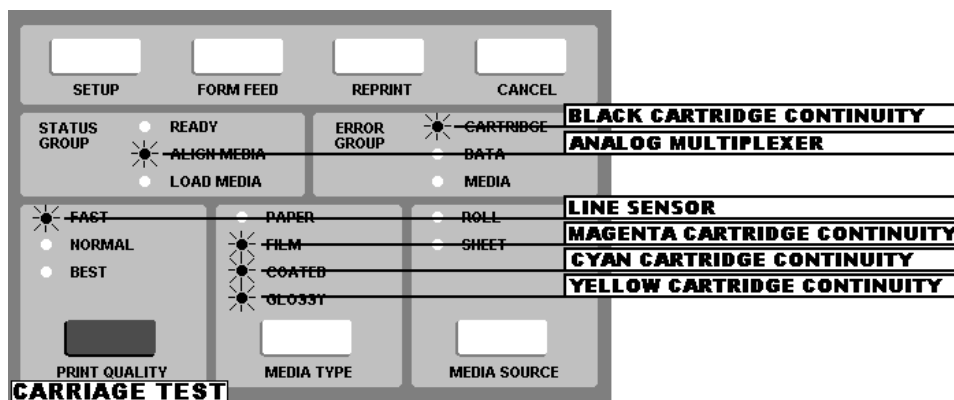 SETUP FORM FEED REPRINT CANCEL
STATUS GROUP
READY
ALIGN MEDIA
LOAD MEDIA
ERROR GROUP
CARTRIDGE
DATA
MEDIA
BLACK CARTRIDGE CONTINUITY
ANALOG MULTIPLEXER
FAST
NORMAL
BEST
PAPER
FILM
COATED
GLOSSY
ROLL
SHEET
LINE SENSOR
MAGENTA CARTRIDGE CONTINUITY
CYAN CARTRIDGE CONTINUITY
YELLOW CARTRIDGE CONTINUITY
PRINT QUALITY MEDIA TYPE MEDIA SOURCE
CARRIAGE TEST